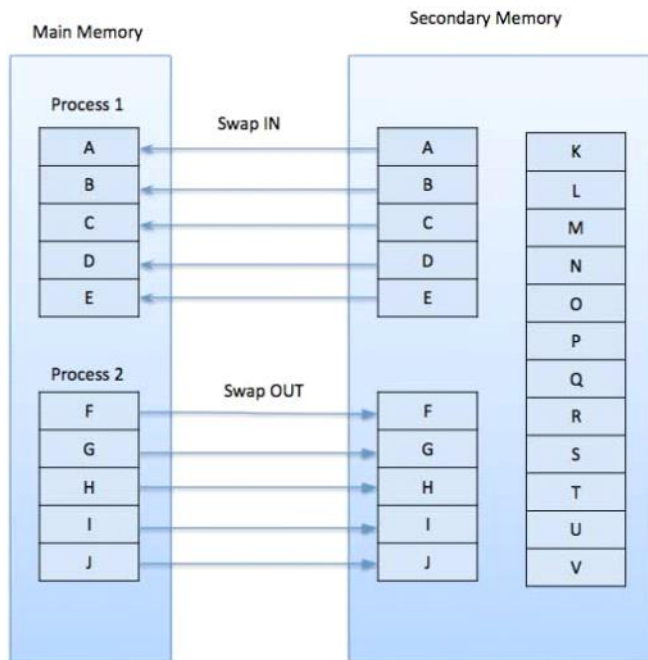 Main Memory
Secondary Memory
Process 1
Swap IN
A
B
C
D
E
A
B
C
D
E
Process 2
Swap OUT
F
G
H
I
J
F
G
H
I
J
K
L
M
N
O
P
Q
R
S
T
U
V